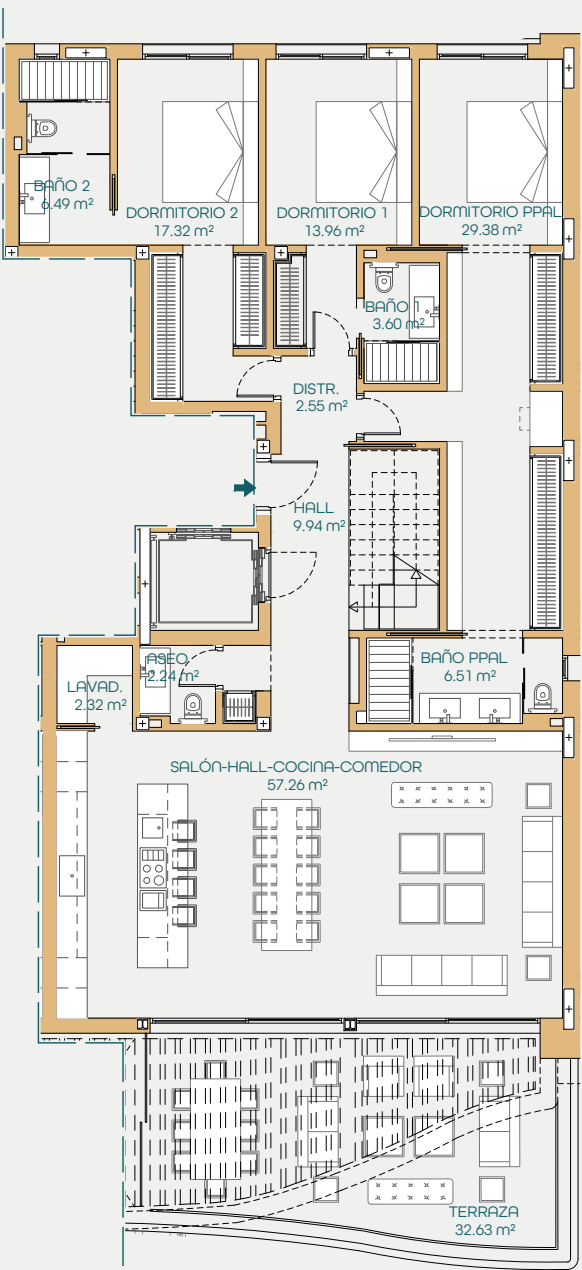 BAÑO 2
6.49 m²
DORMITORIO 2
17.32 m²
DORMITORIO 1
13.96 m²
DORMITORIO PPAL
29.38 m²
BAÑO 1
3.60 m²
DISTR.
2.55 m²
HALL
9.94 m²
ASEO
2.24 m²
LAVAD.
2.32 m²
BAÑO PPAL
6.51 m²
SALÓN-HALL-COCINA-COMEDOR
57.26 m²
TERRAZA
32.63 m²